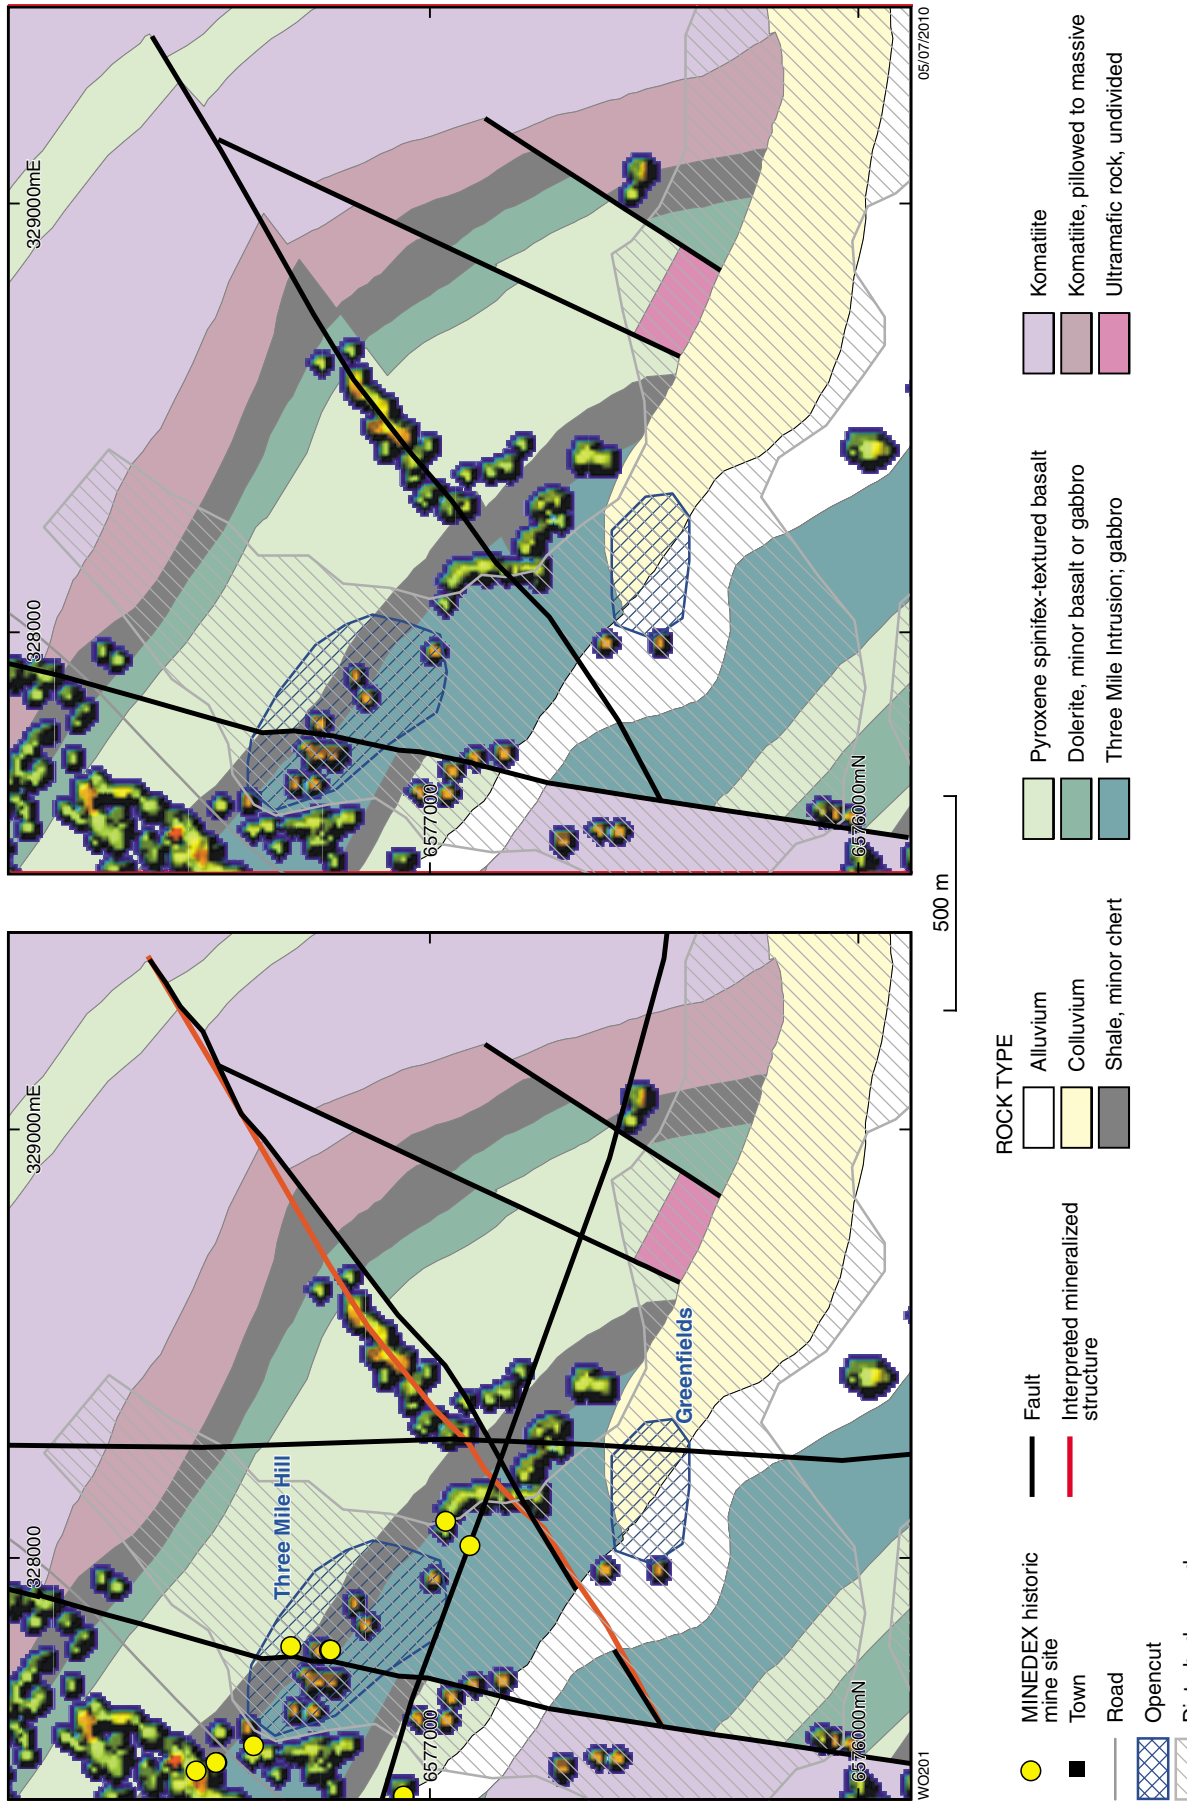 328000
329000mE
6577000
6576000mN
Three Mile Hill
Greenfields
WO201
328000
329000mE
6577000
6576000mN
05/07/2010
500 m
MINEDEX historic
mine site
Town
Road
Opencut
Fault
Interpreted mineralized
structure
ROCK TYPE
Alluvium
Colluvium
Shale, minor chert
Pyroxene spinifex-textured basalt
Dolerite, minor basalt or gabbro
Three Mile Intrusion; gabbro
Komatiite
Komatiite, pillowed to massive
Ultramafic rock, undivided